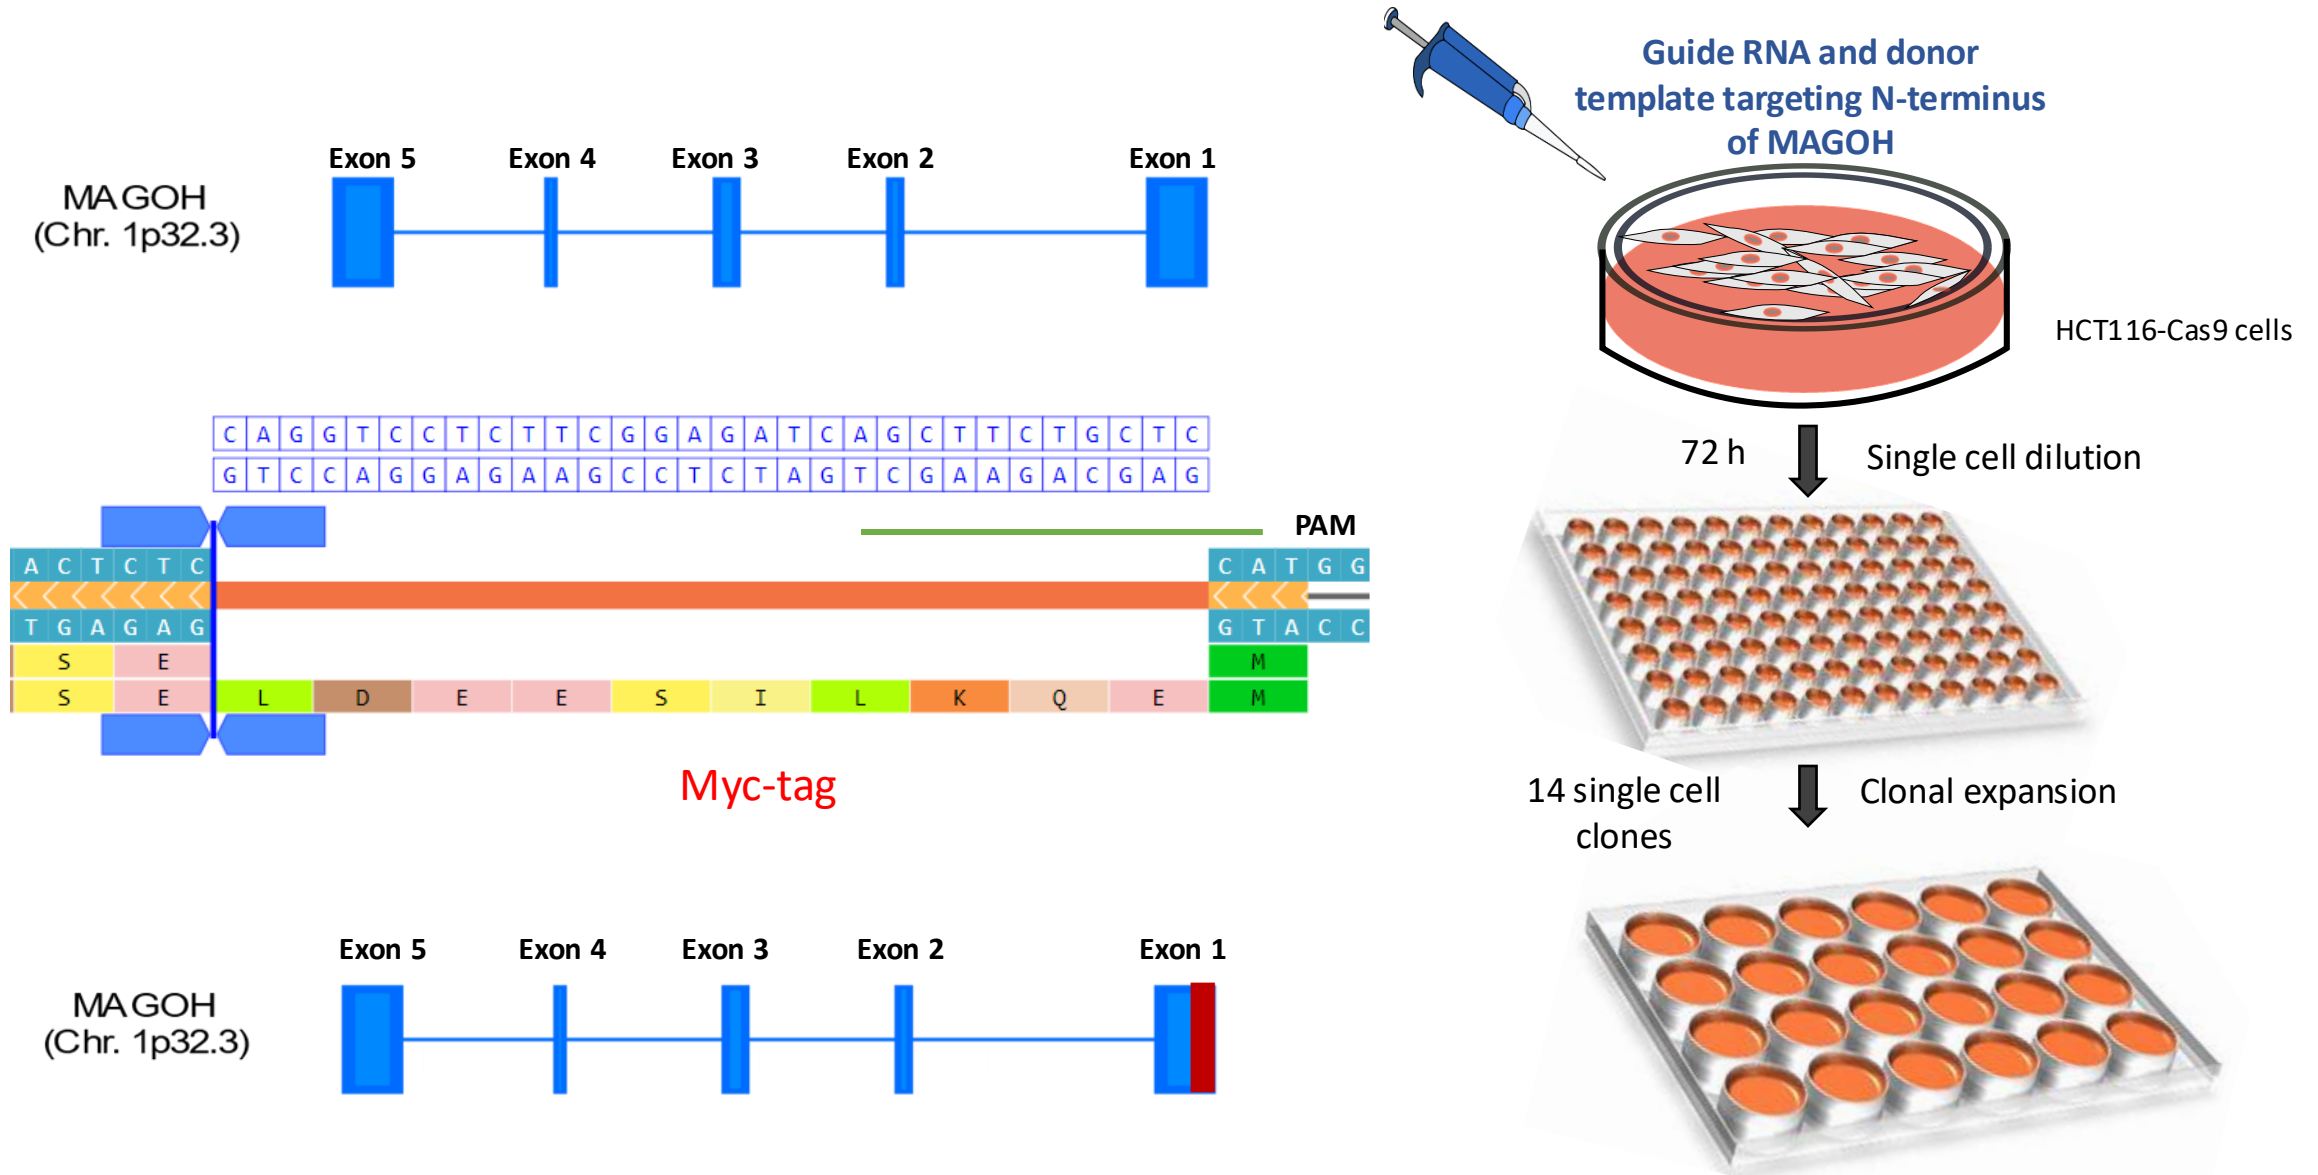 Exon 5 Exon 4 Exon 3 Exon 2 Exon 1
MAGOH
(Chr. 1p32.3)
C A G G T C C T C T T C G G A G A T C A G C T T C T G C T C
G T C C A G G A G A A G C C T C T A G T C G A A G A C G A G
PAM
A C T C T C C A T G G
T G A G A G G T A C C
S E M
S E L D E E S I L K Q E M
Myc-tag
Exon 5 Exon 4 Exon 3 Exon 2 Exon 1
MAGOH
(Chr. 1p32.3)
Guide RNA and donor
template targeting N-terminus
of MAGOH
HCT116-Cas9 cells
72 h Single cell dilution
14 single cell
clones
Clonal expansion